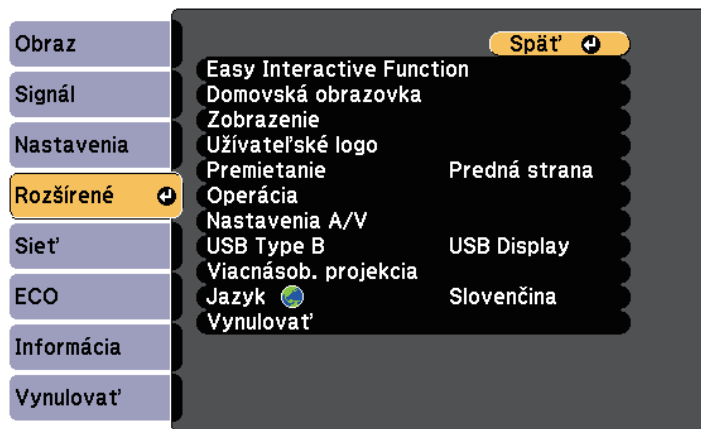 Obraz
Signál
Nastavenia
Rozšírené
Sieť
ECO
Informácia
Vynulovať
Späť
Easy Interactive Function
Domovská obrazovka
Zobrazenie
Užívateľské logo
Premietanie Predná strana
Operácia
Nastavenia A/V
USB Type B USB Display
Viacnásob. projekcia
Jazyk Slovenčina
Vynulovať